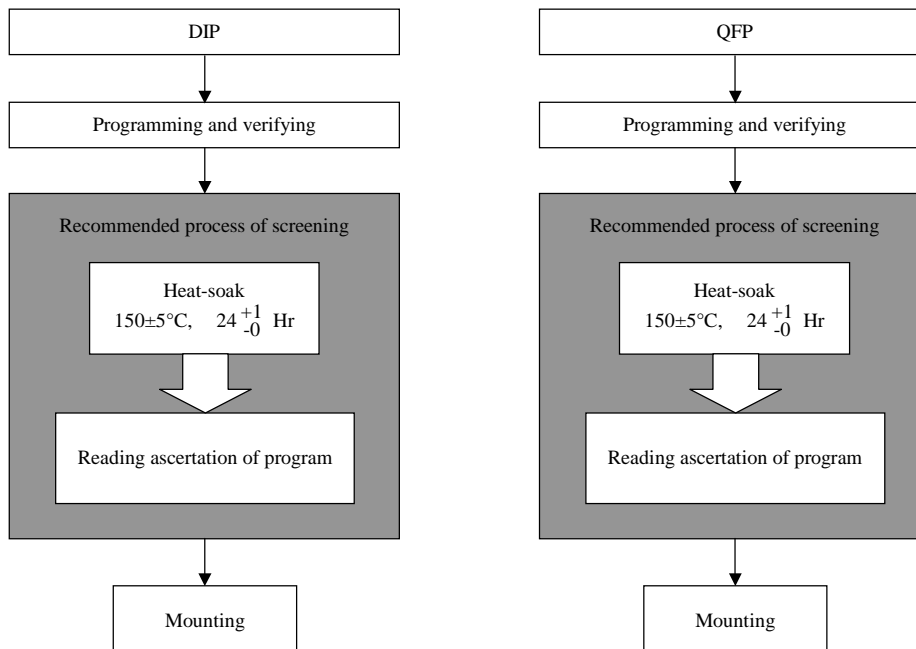 DIP
Programming and verifying
Recommended process of screening
Heat-soak
150±5°C, 24 +1 -0 Hr
Reading ascertation of program
Mounting
QFP
Programming and verifying
Recommended process of screening
Heat-soak
150±5°C, 24 +1 -0 Hr
Reading ascertation of program
Mounting